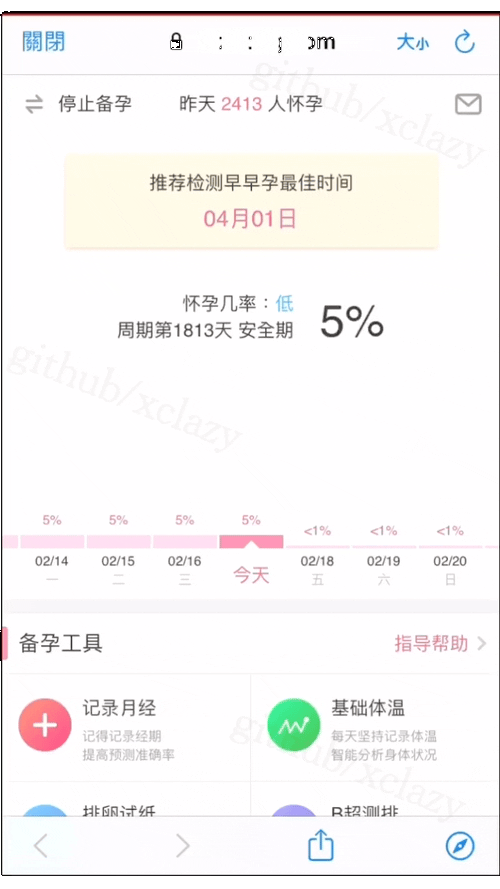 關閉
大小
停止备孕
昨天 2413 人怀孕
推荐检测早早孕最佳时间
04月01日
怀孕几率：低
周期第1813天 安全期
5%
5% 5% 5% 5% <1% <1% <1%
02/14 02/15 02/16 今天 02/18 02/19 02/20
一 二 三 五 六 日
备孕工具
指导帮助
记录月经
记得记录经期
提高预测准确率
基础体温
每天坚持记录体温
智能分析身体状况
排卵试纸
B超测排
github/xclazy
github/xclazy
github/xclazy